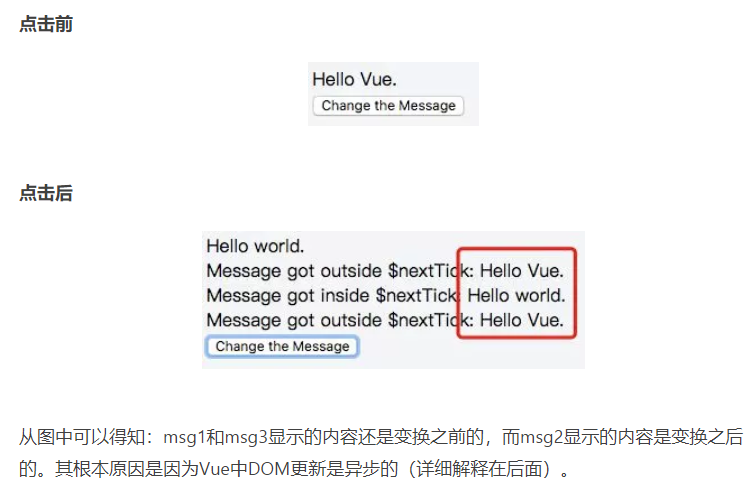 点击前
Hello Vue.
Change the Message
点击后
Hello world.
Message got outside $nextTick: Hello Vue.
Message got inside $nextTick: Hello world.
Message got outside $nextTick: Hello Vue.
Change the Message
从图中可以得知：msg1和msg3显示的内容还是变换之前的，而msg2显示的内容是变换之后
的。其根本原因是因为Vue中DOM更新是异步的（详细解释在后面）。